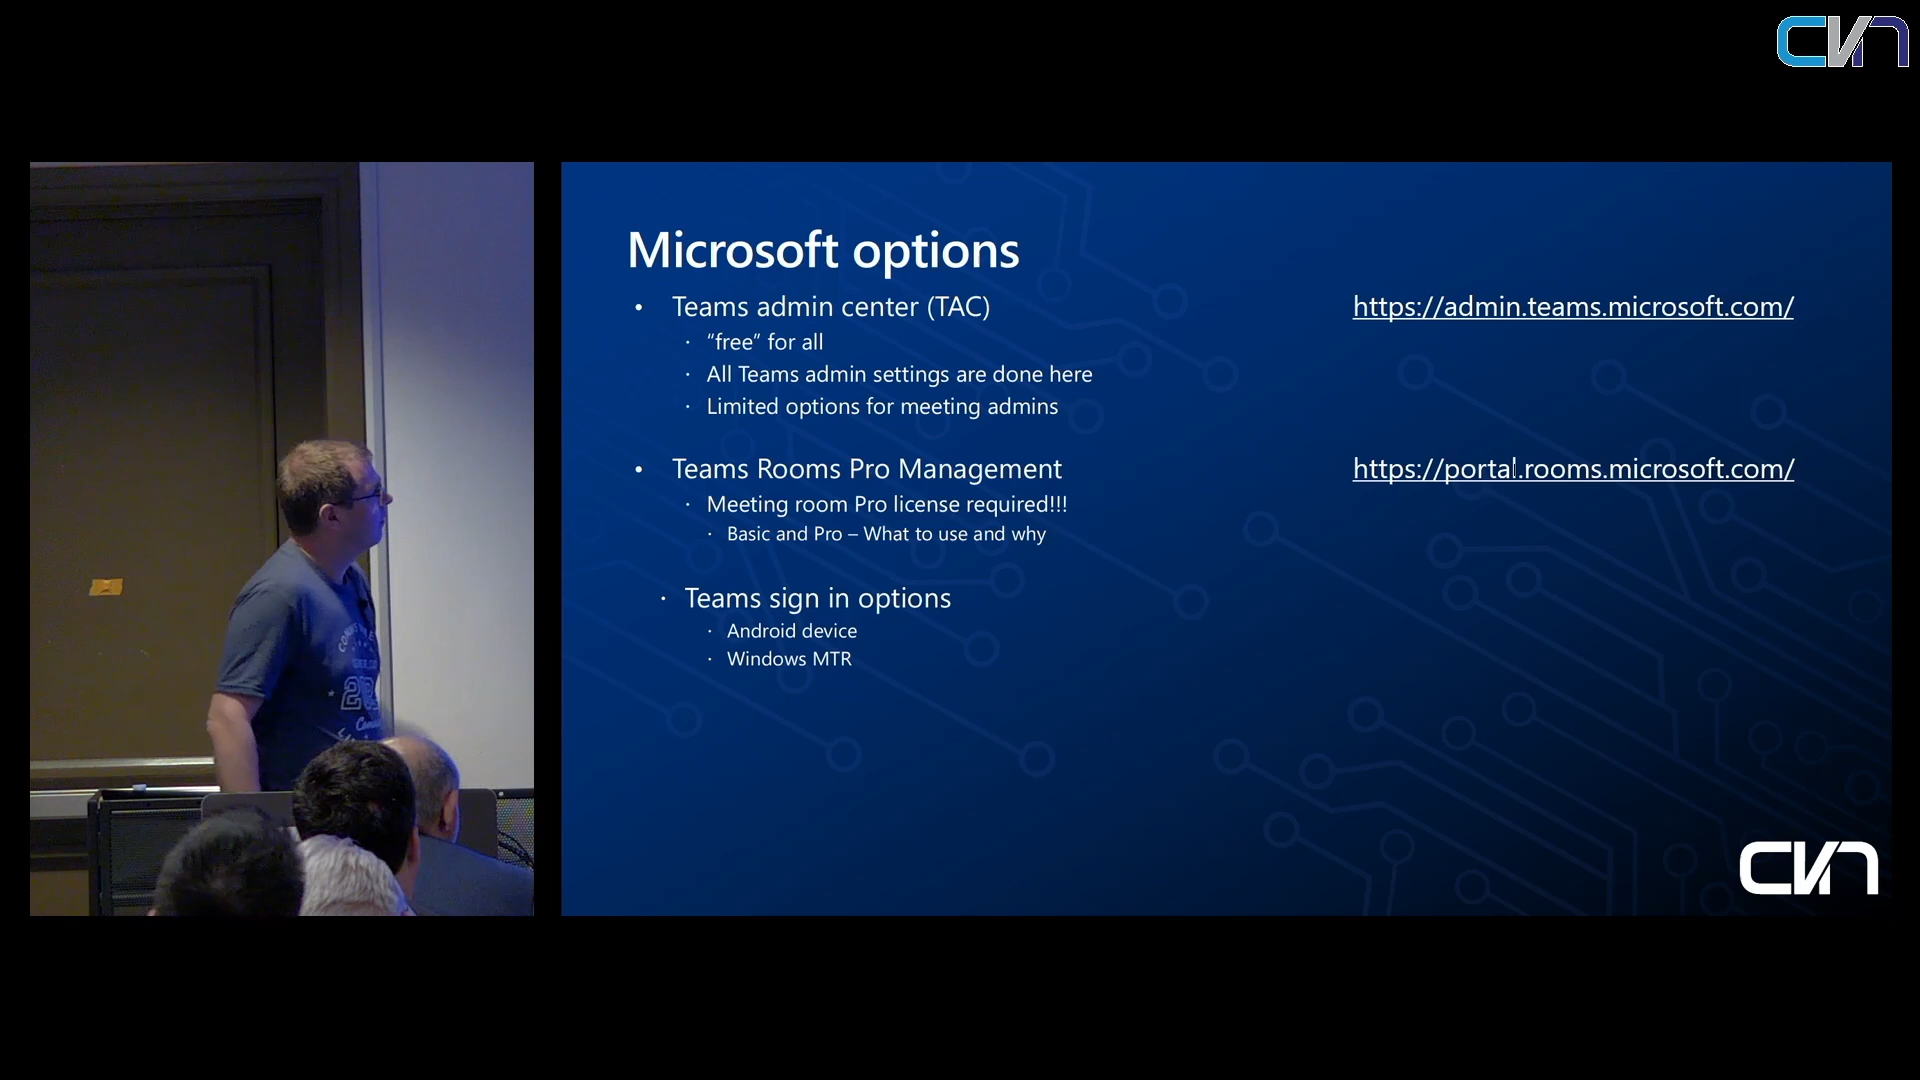 CVN
Microsoft options
• Teams admin center (TAC) https://admin.teams.microsoft.com/
· “free” for all
· All Teams admin settings are done here
· Limited options for meeting admins
• Teams Rooms Pro Management https://portal.rooms.microsoft.com/
· Meeting room Pro license required!!!
· Basic and Pro – What to use and why
· Teams sign in options
· Android device
· Windows MTR
CVN